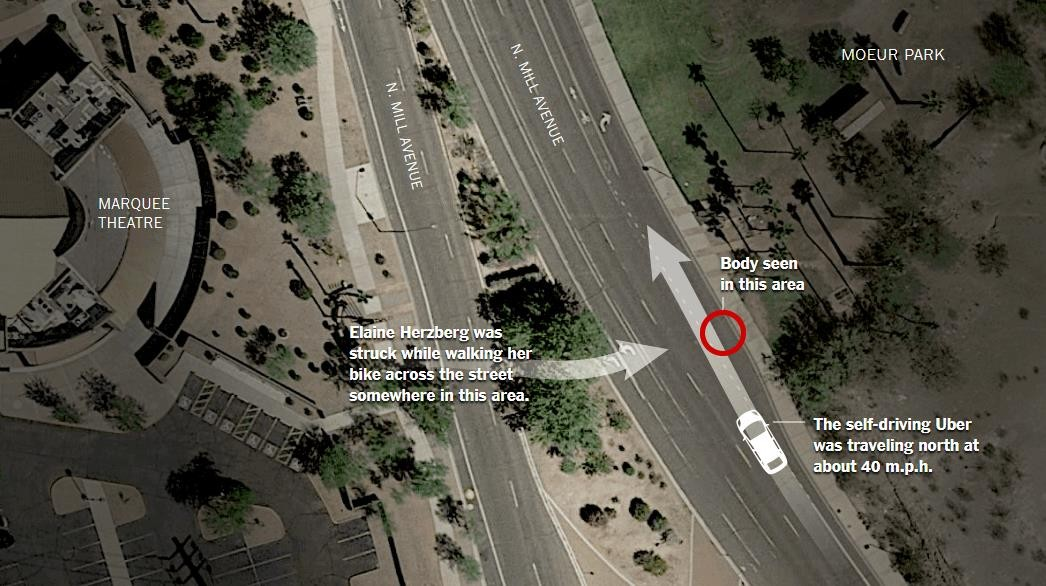 MOEUR PARK
N. MILL AVENUE
N. MILL AVENUE
MARQUEE
THEATRE
Body seen
in this area
Elaine Herzberg was
struck while walking her
bike across the street
somewhere in this area.
The self-driving Uber
was traveling north at
about 40 m.p.h.